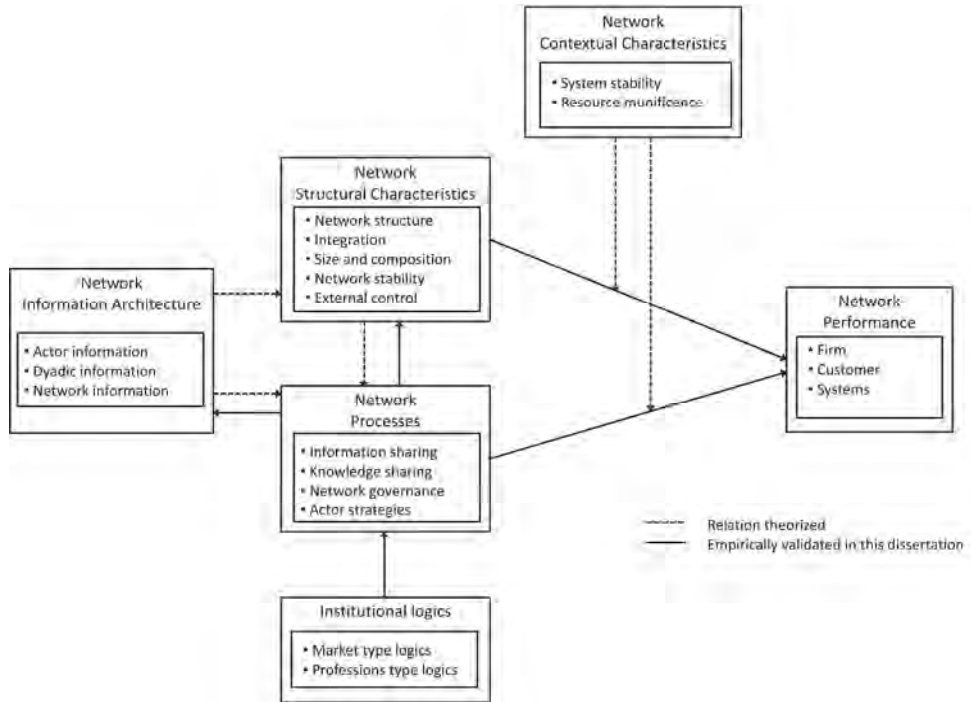 Network
Contextual Characteristics
• System stability
• Resource munificence
Network
Structural Characteristics
• Network structure
• Integration
• Size and composition
• Network stability
• External control
Network
Information Architecture
• Actor information
• Dyadic information
• Network information
Network
Performance
• Firm
• Customer
• Systems
Network
Processes
• Information sharing
• Knowledge sharing
• Network governance
• Actor strategies
Relation theorized
Empirically validated in this dissertation
Institutional logics
• Market type logics
• Professions type logics